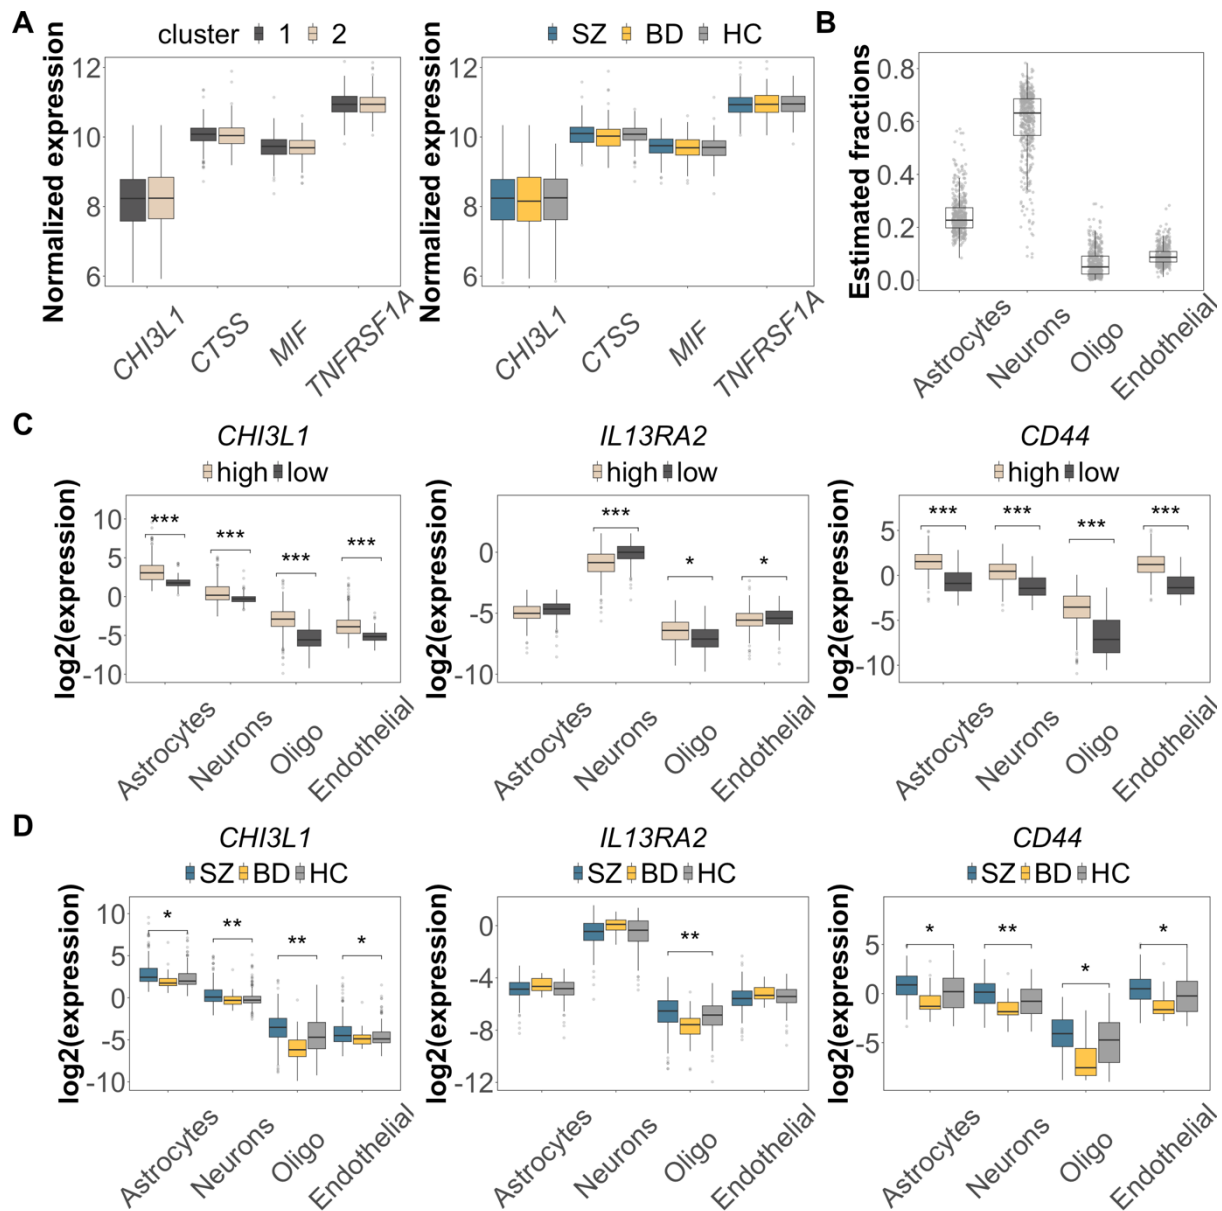 A
cluster 1 2
Normalized expression
12
10
8
6
CHI3L1
CTSS
MIF
TNFRSF1A
SZ BD HC
Normalized expression
12
10
8
6
CHI3L1
CTSS
MIF
TNFRSF1A
B
Estimated fractions
0.8
0.6
0.4
0.2
0.0
Astrocytes
Neurons
Oligo
Endothelial
C
CHI3L1
high low
log2(expression)
10
5
0
-5
-10
*** *** *** ***
Astrocytes
Neurons
Oligo
Endothelial
IL13RA2
high low
log2(expression)
0
-5
-10
*** * *
Astrocytes
Neurons
Oligo
Endothelial
CD44
high low
log2(expression)
5
0
-5
-10
*** *** *** ***
Astrocytes
Neurons
Oligo
Endothelial
D
CHI3L1
SZ BD HC
log2(expression)
10
5
0
-5
-10
* ** ** *
Astrocytes
Neurons
Oligo
Endothelial
IL13RA2
SZ BD HC
log2(expression)
0
-4
-8
-12
**
Astrocytes
Neurons
Oligo
Endothelial
CD44
SZ BD HC
log2(expression)
5
0
-5
* ** * *
Astrocytes
Neurons
Oligo
Endothelial